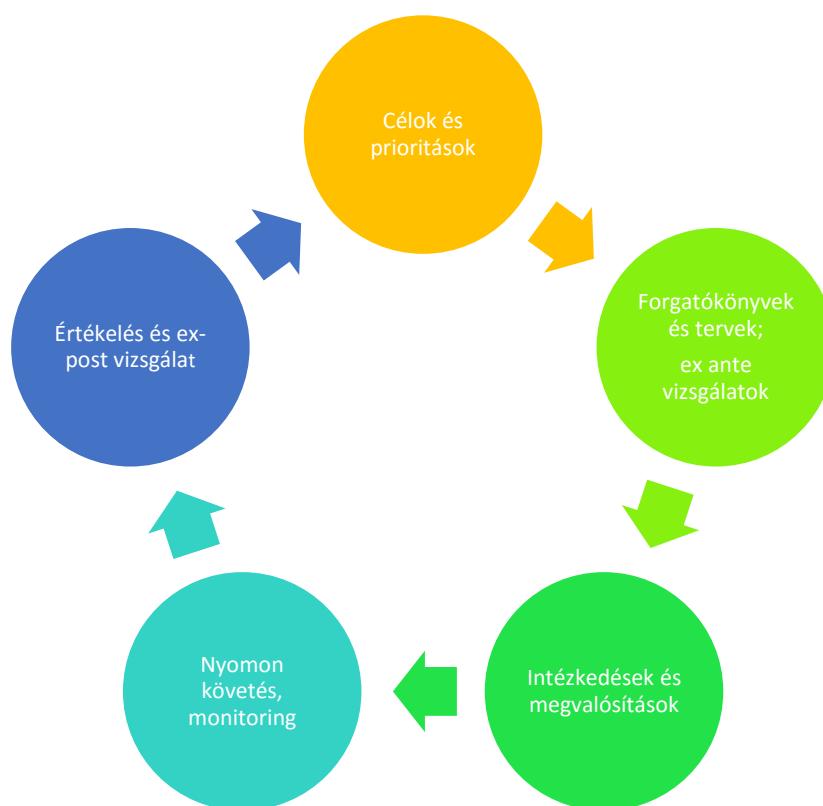 Célok és
prioritások
Forgatókönyvek
és tervek;
ex ante
vizsgálatok
Intézkedések és
megvalósítások
Nyomon
követés,
monitoring
Értékelés és ex-
post vizsgálat